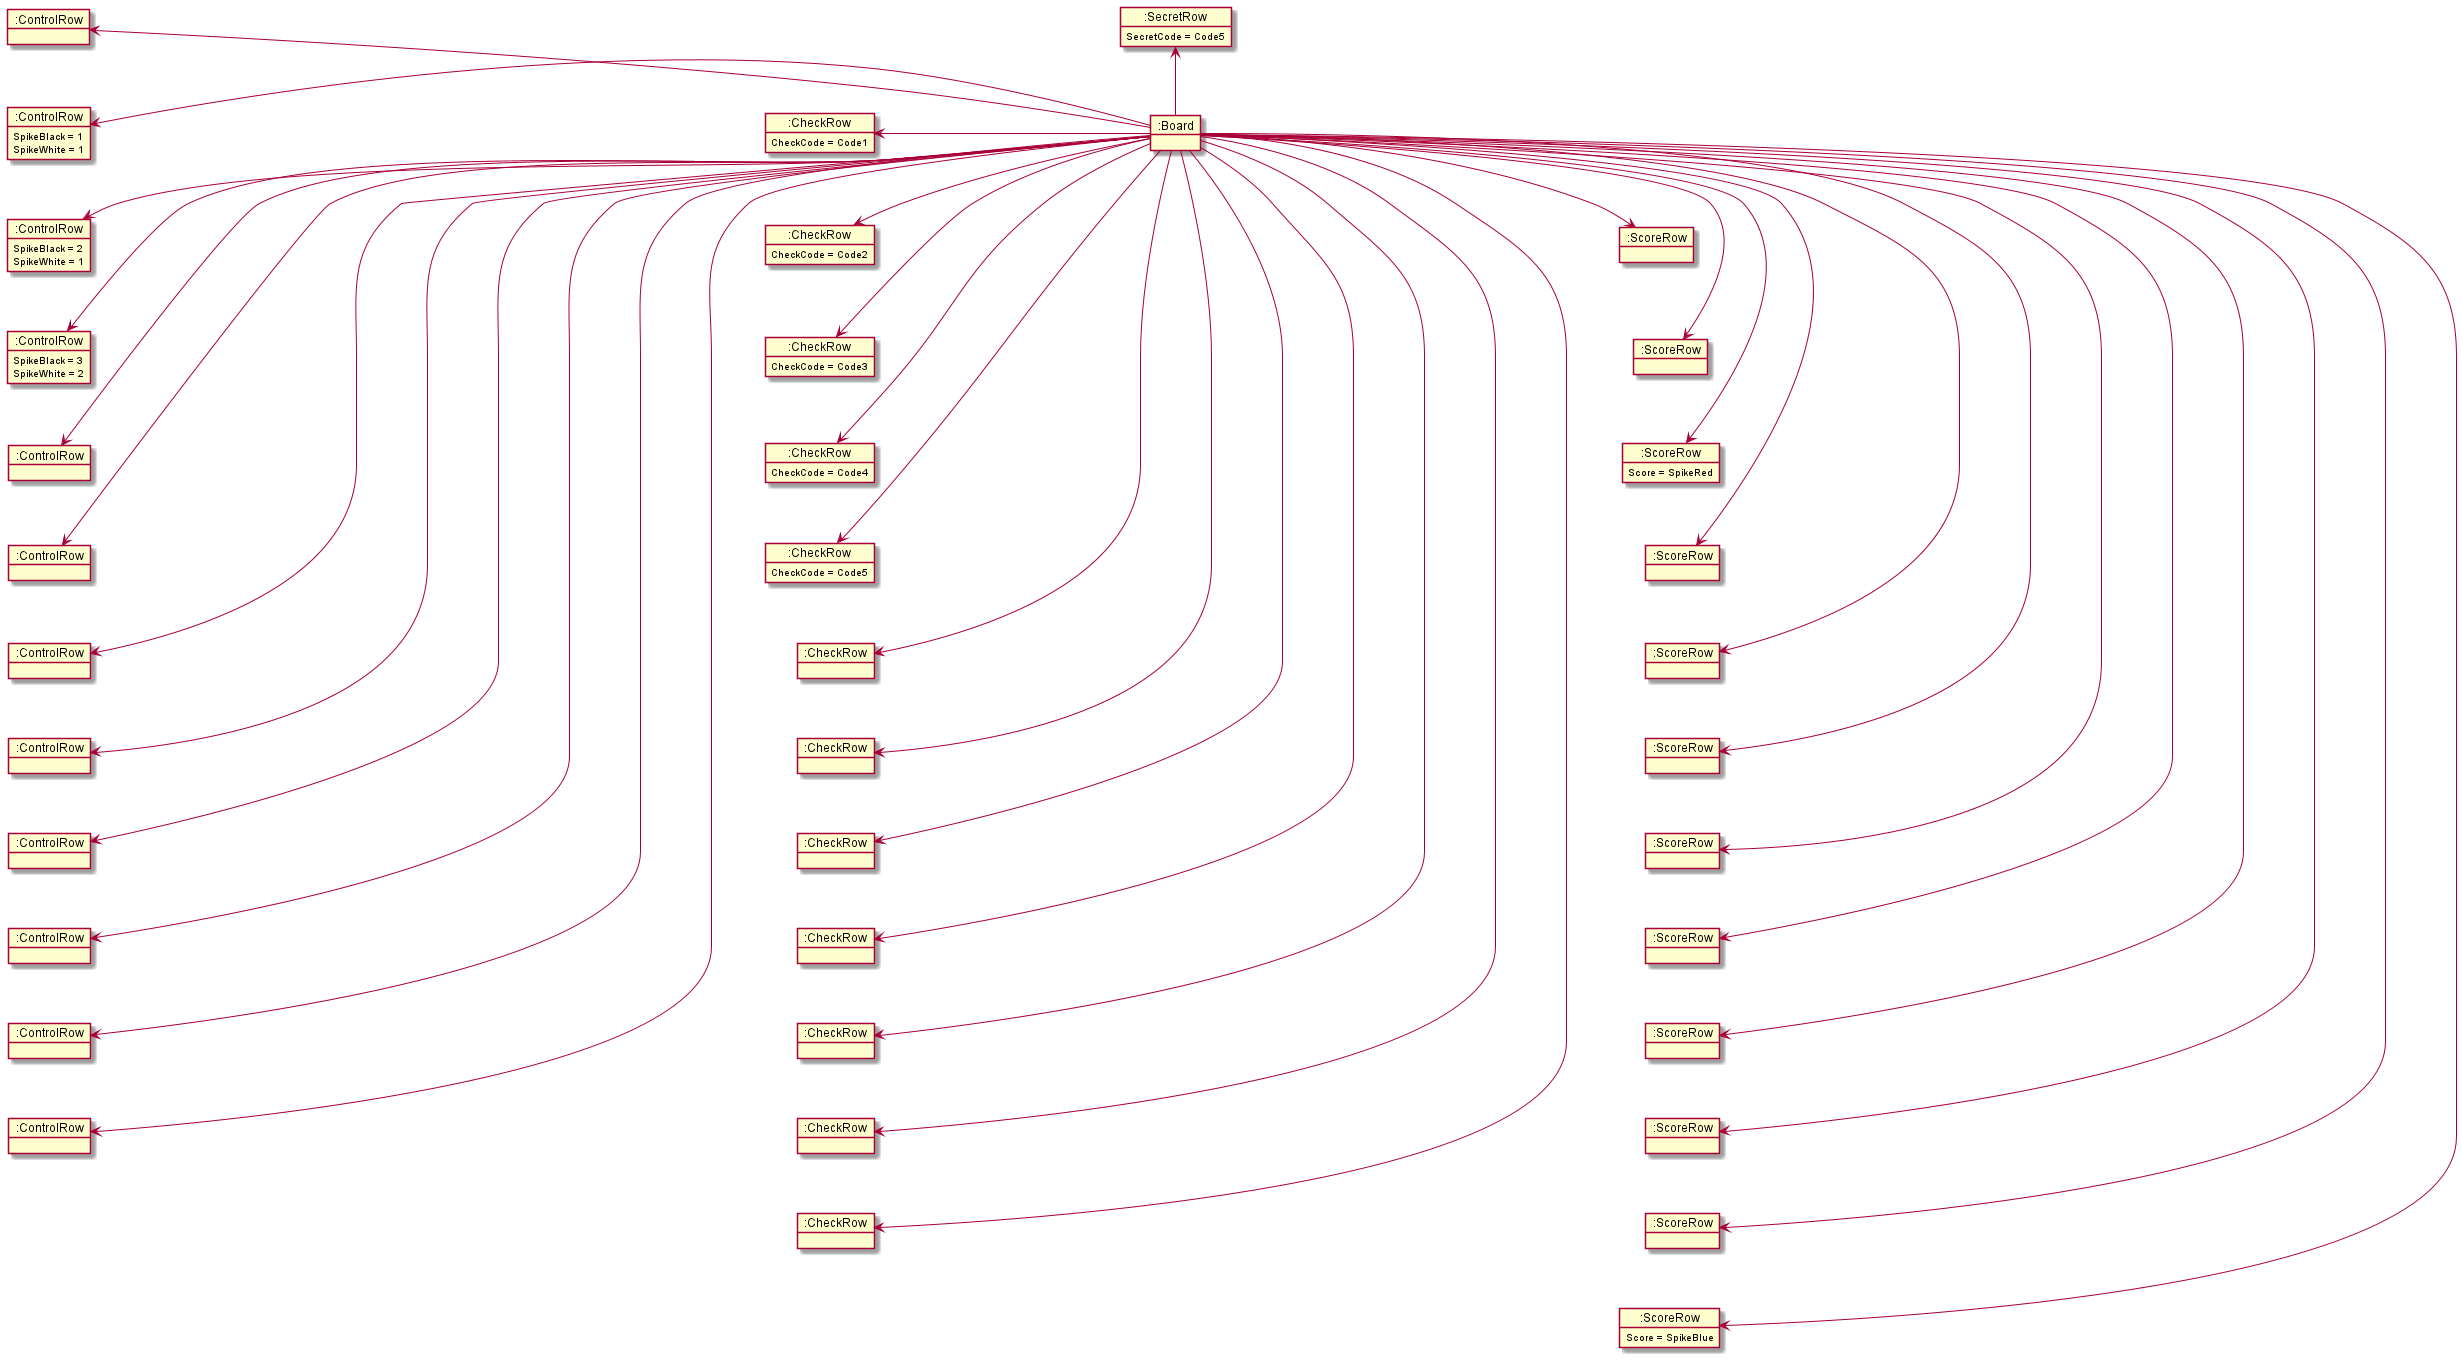 :ControlRow
:SecretRow
SecretCode = Code5
:ControlRow
SpikeBlack = 1
SpikeWhite = 1
:CheckRow
CheckCode = Code1
:Board
:ControlRow
SpikeBlack = 2
SpikeWhite = 1
:CheckRow
CheckCode = Code2
:ScoreRow
:ControlRow
SpikeBlack = 3
SpikeWhite = 2
:CheckRow
CheckCode = Code3
:ScoreRow
:ControlRow
:CheckRow
CheckCode = Code4
:ScoreRow
Score = SpikeRed
:ControlRow
:CheckRow
CheckCode = Code5
:ScoreRow
:ControlRow
:CheckRow
:ScoreRow
:ControlRow
:CheckRow
:ScoreRow
:ControlRow
:CheckRow
:ScoreRow
:ControlRow
:CheckRow
:ScoreRow
:ControlRow
:CheckRow
:ScoreRow
:ControlRow
:CheckRow
:ScoreRow
:CheckRow
:ScoreRow
:ScoreRow
Score = SpikeBlue